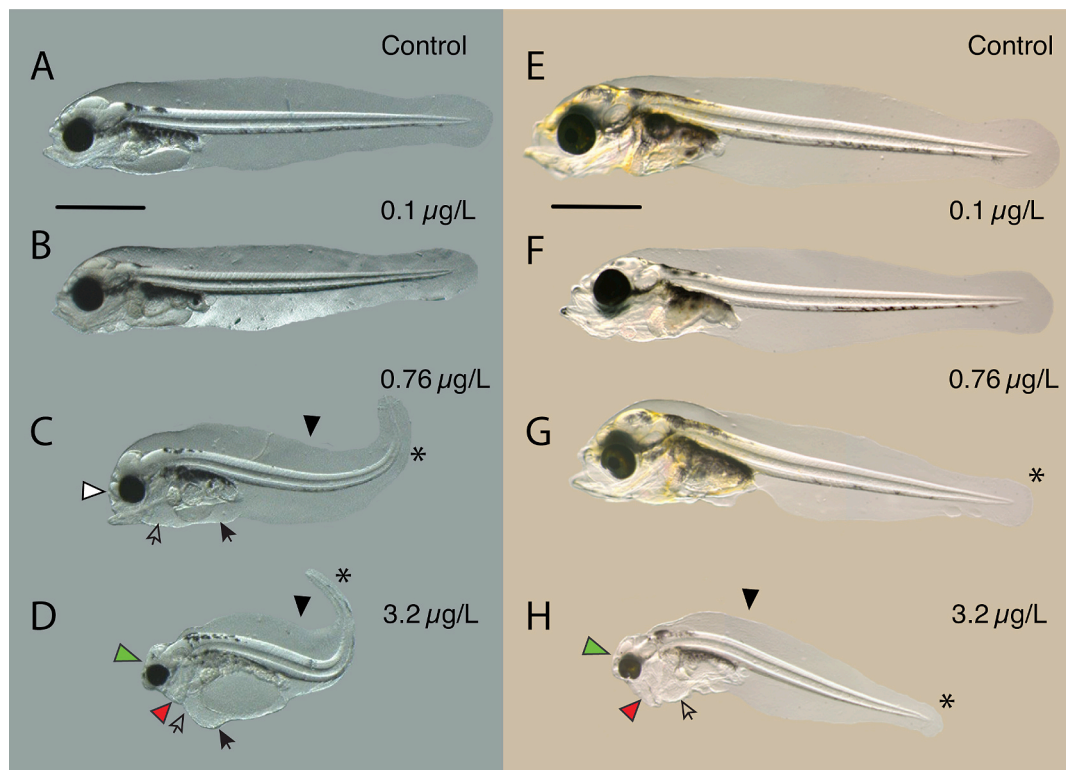 A Control
0.1 µg/L
B
0.76 µg/L
C
*
D 3.2 µg/L
*
E Control
0.1 µg/L
F
0.76 µg/L
G
*
H 3.2 µg/L
*